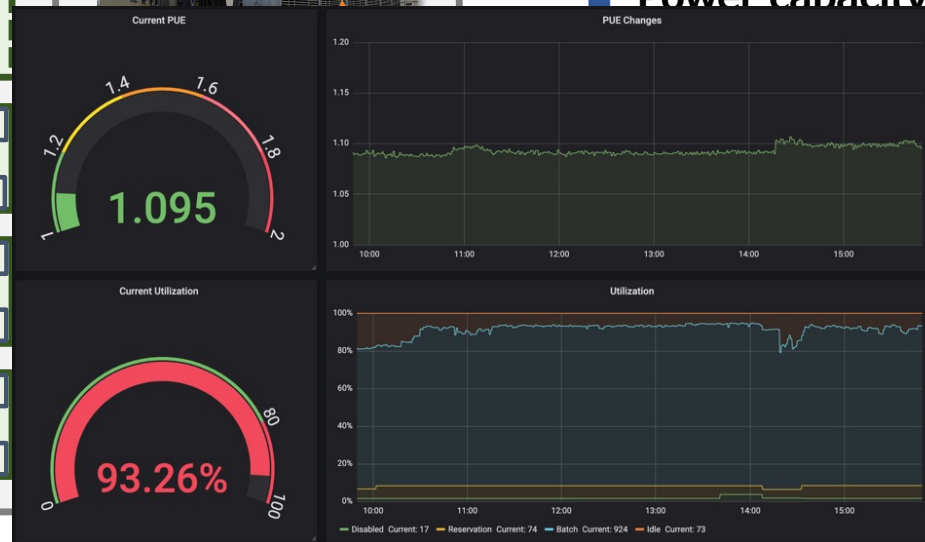 Power capacity
Current PUE
1
1.2
1.4
1.6
1.8
2
1.095
PUE Changes
1.20
1.15
1.10
1.05
1.00
10:00 11:00 12:00 13:00 14:00 15:00
Current Utilization
0
80
100
93.26%
Utilization
100%
80%
60%
40%
20%
0%
10:00 11:00 12:00 13:00 14:00 15:00
Disabled Current: 17 Reservation Current: 74 Batch Current: 924 Idle Current: 73